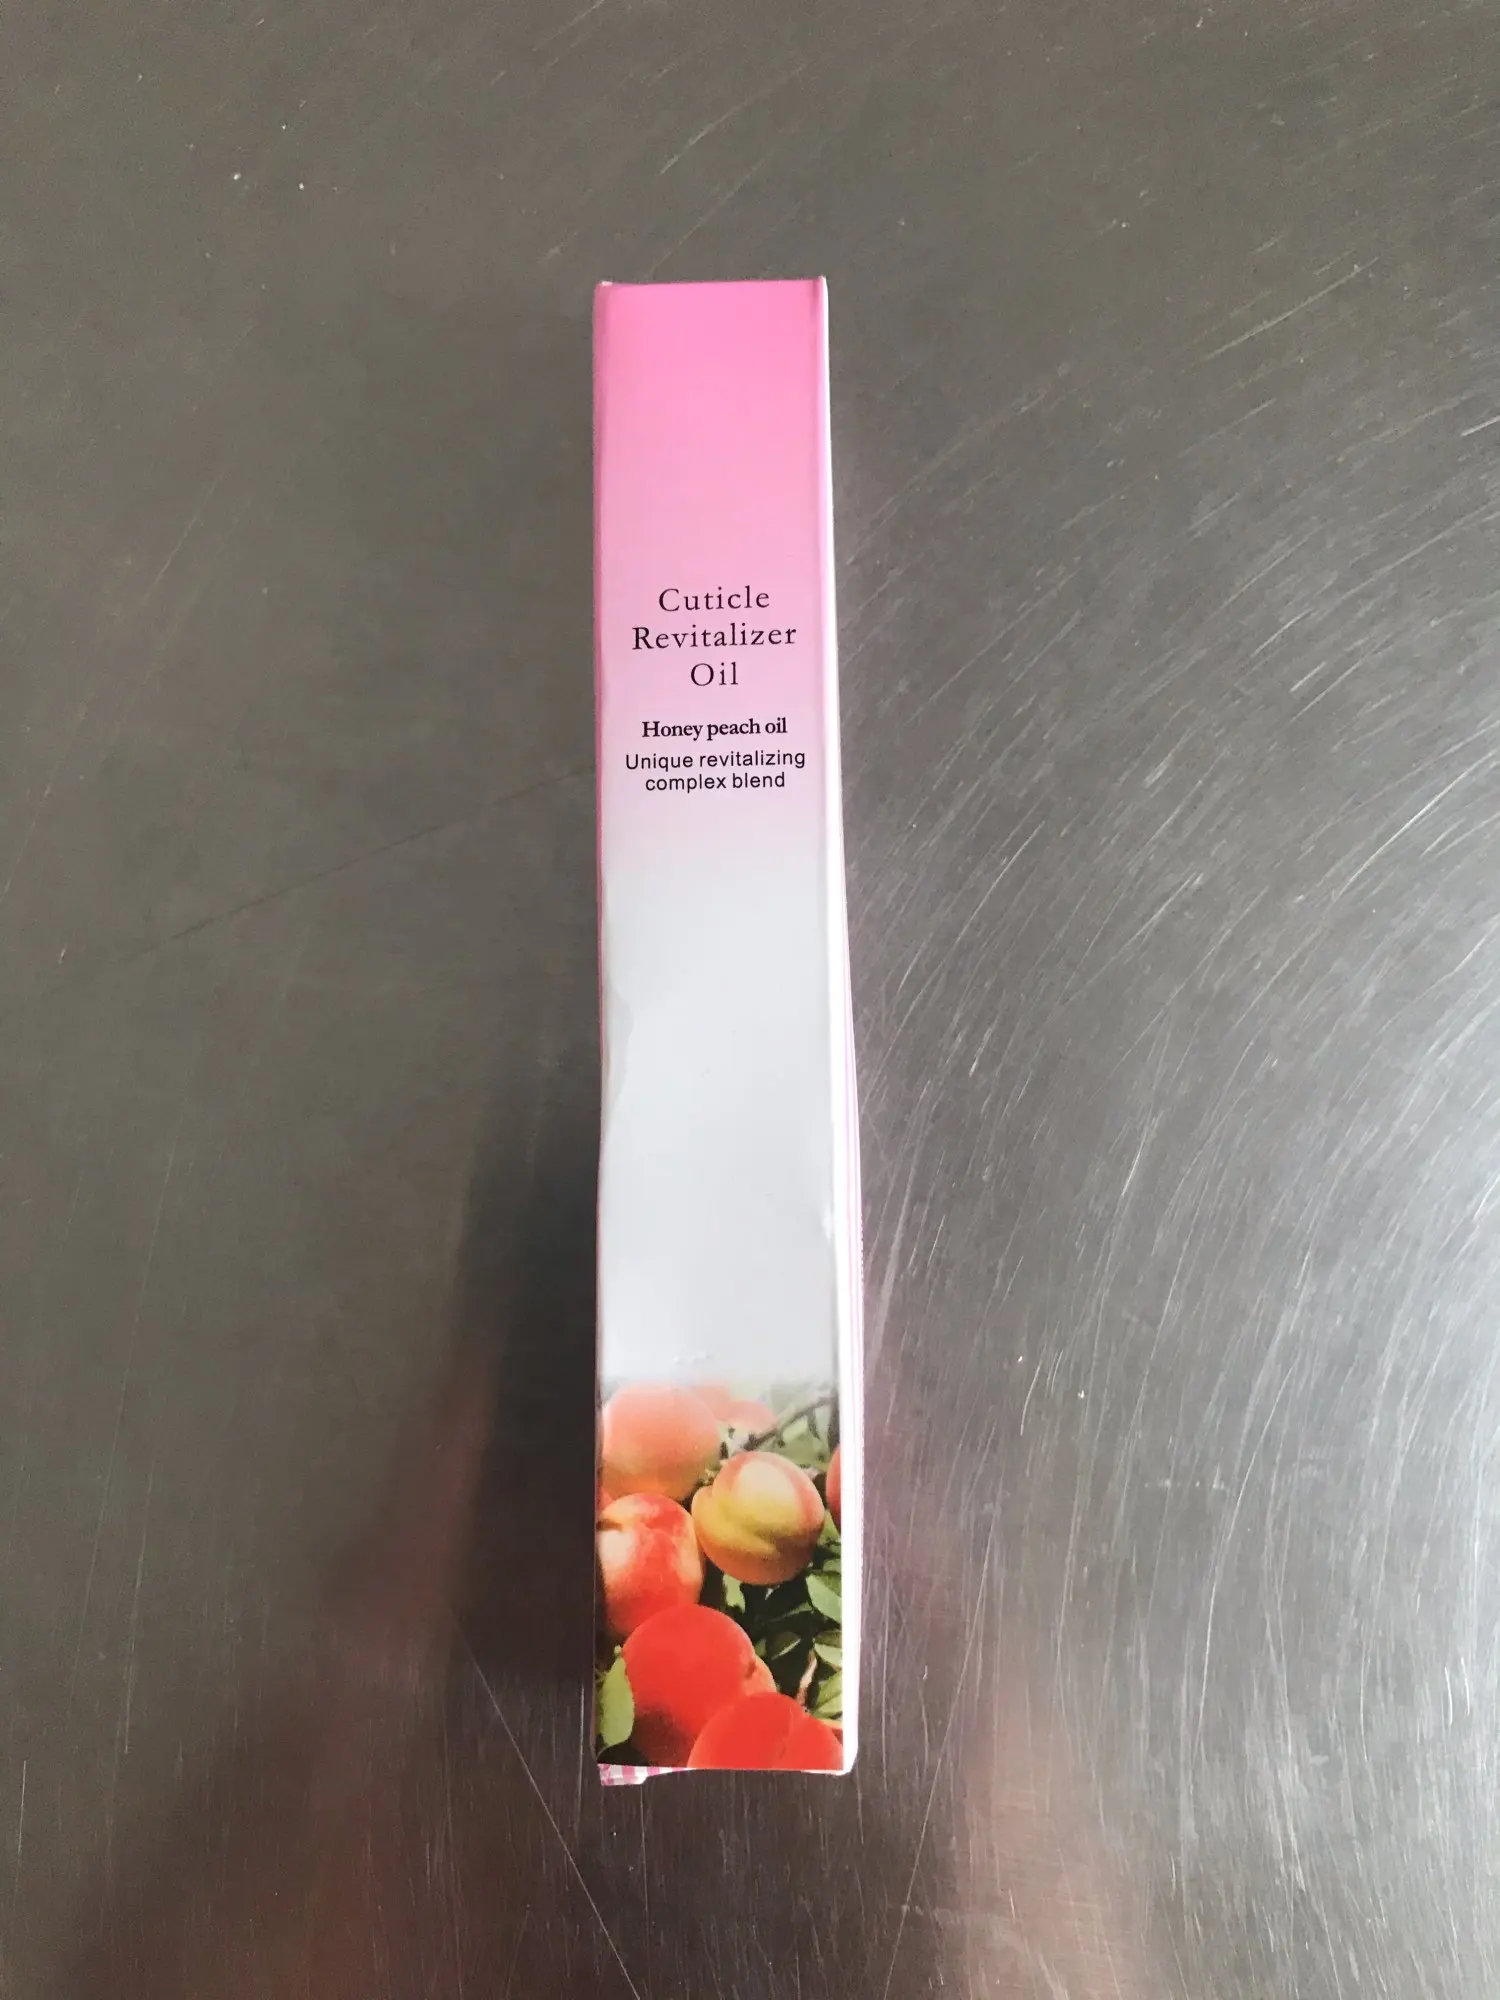 Cuticle
Revitalizer
Oil
Honey peach oil
Unique revitalizing
complex blend